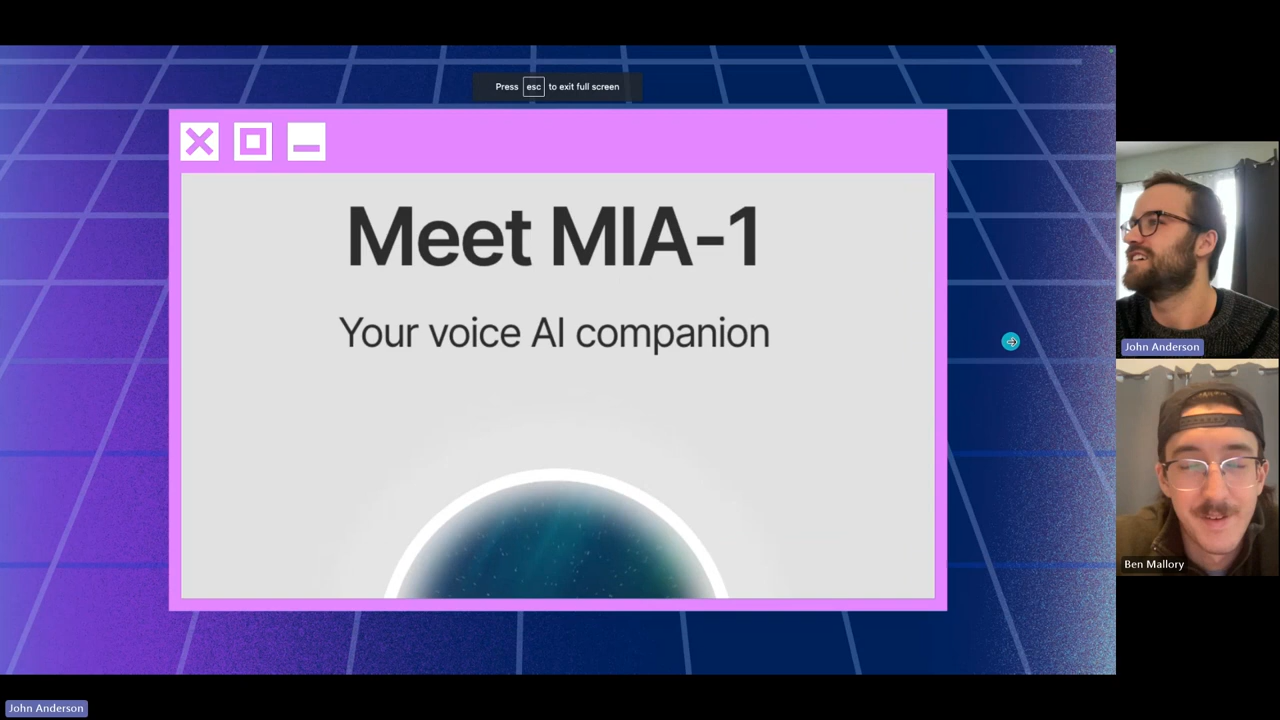 Press esc to exit full screen
Meet MIA-1
Your voice AI companion
John Anderson
Ben Mallory
John Anderson